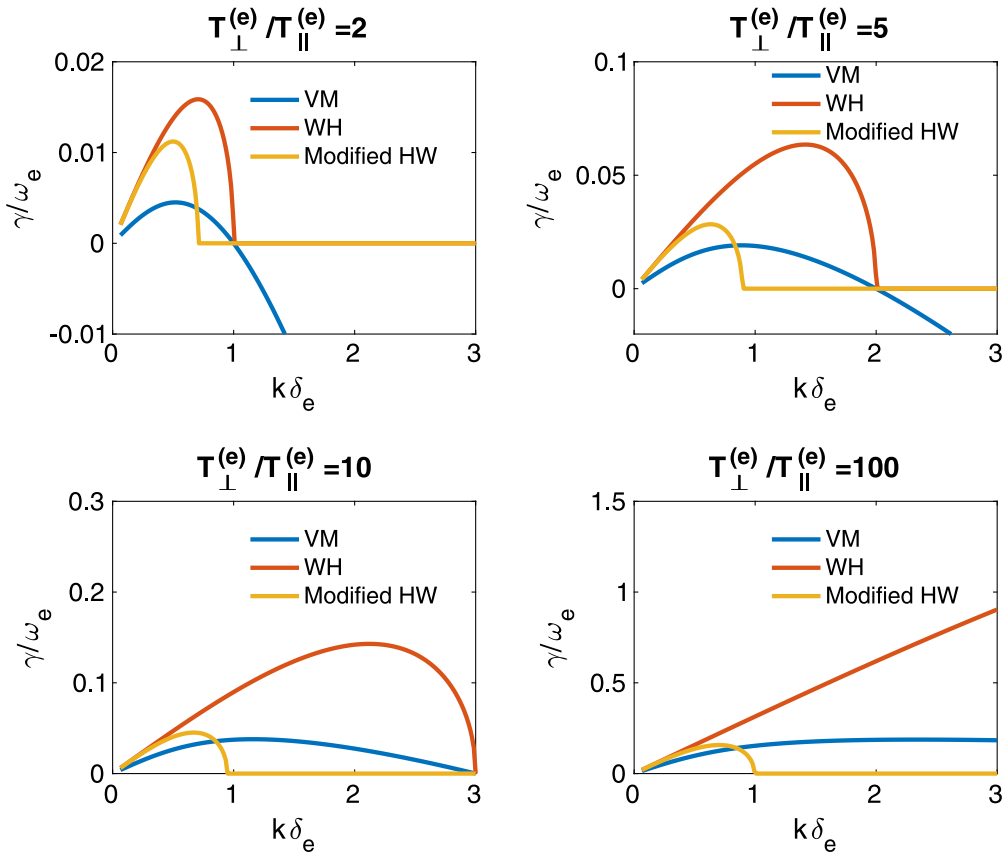 T⊥(e) /T||(e) =2
0.02
0.01
0
-0.01
γ/ωe
VM
WH
Modified HW
0
1
2
3
kδe
T⊥(e) /T||(e) =5
0.1
0.05
0
γ/ωe
VM
WH
Modified HW
0
1
2
3
kδe
T⊥(e) /T||(e) =10
0.3
0.2
0.1
0
γ/ωe
VM
WH
Modified HW
0
1
2
3
kδe
T⊥(e) /T||(e) =100
1.5
1
0.5
0
γ/ωe
VM
WH
Modified HW
0
1
2
3
kδe